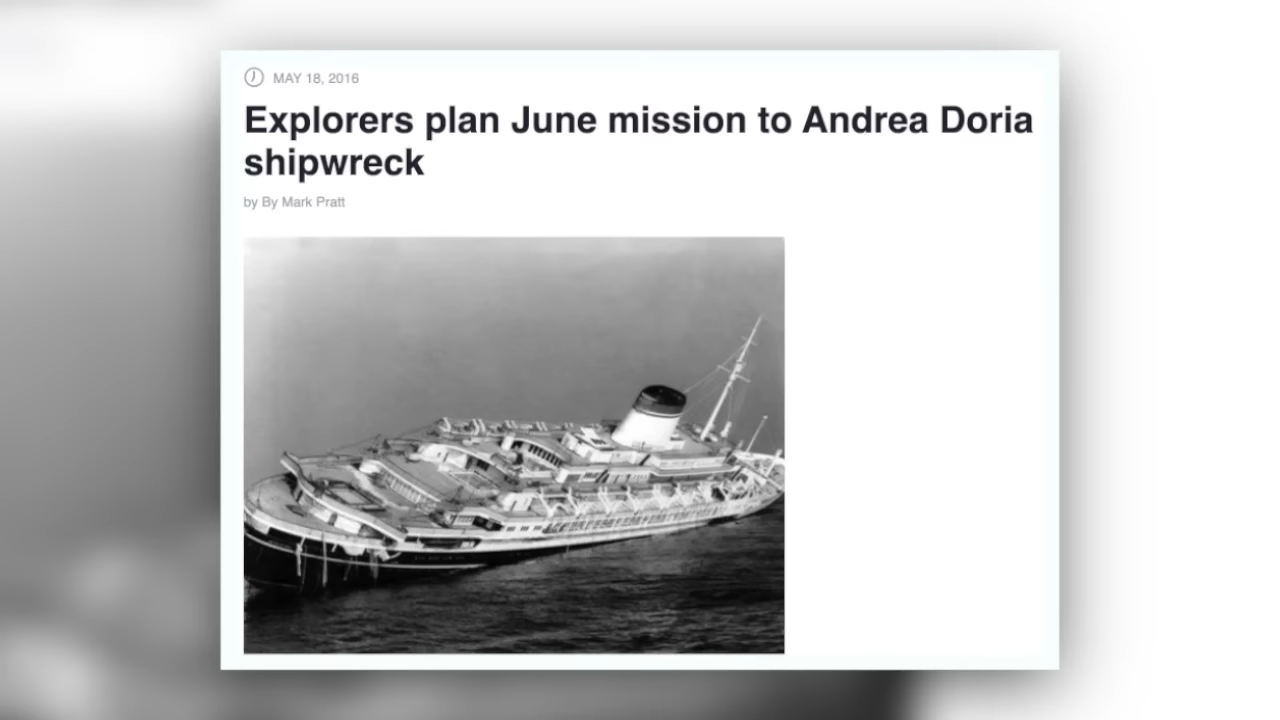 MAY 18, 2016
Explorers plan June mission to Andrea Doria
shipwreck
by By Mark Pratt